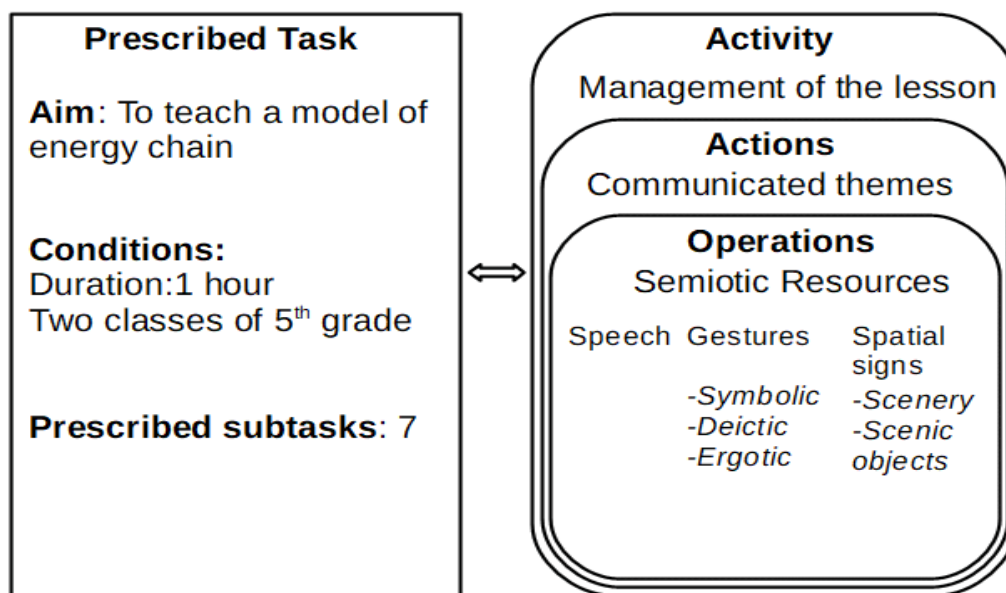 Prescribed Task
Aim: To teach a model of
energy chain
Conditions:
Duration:1 hour
Two classes of 5th grade
Prescribed subtasks: 7
Activity
Management of the lesson
Actions
Communicated themes
Operations
Semiotic Resources
Speech Gestures Spatial
signs
-Symbolic -Scenery
-Deictic -Scenic
-Ergotic objects